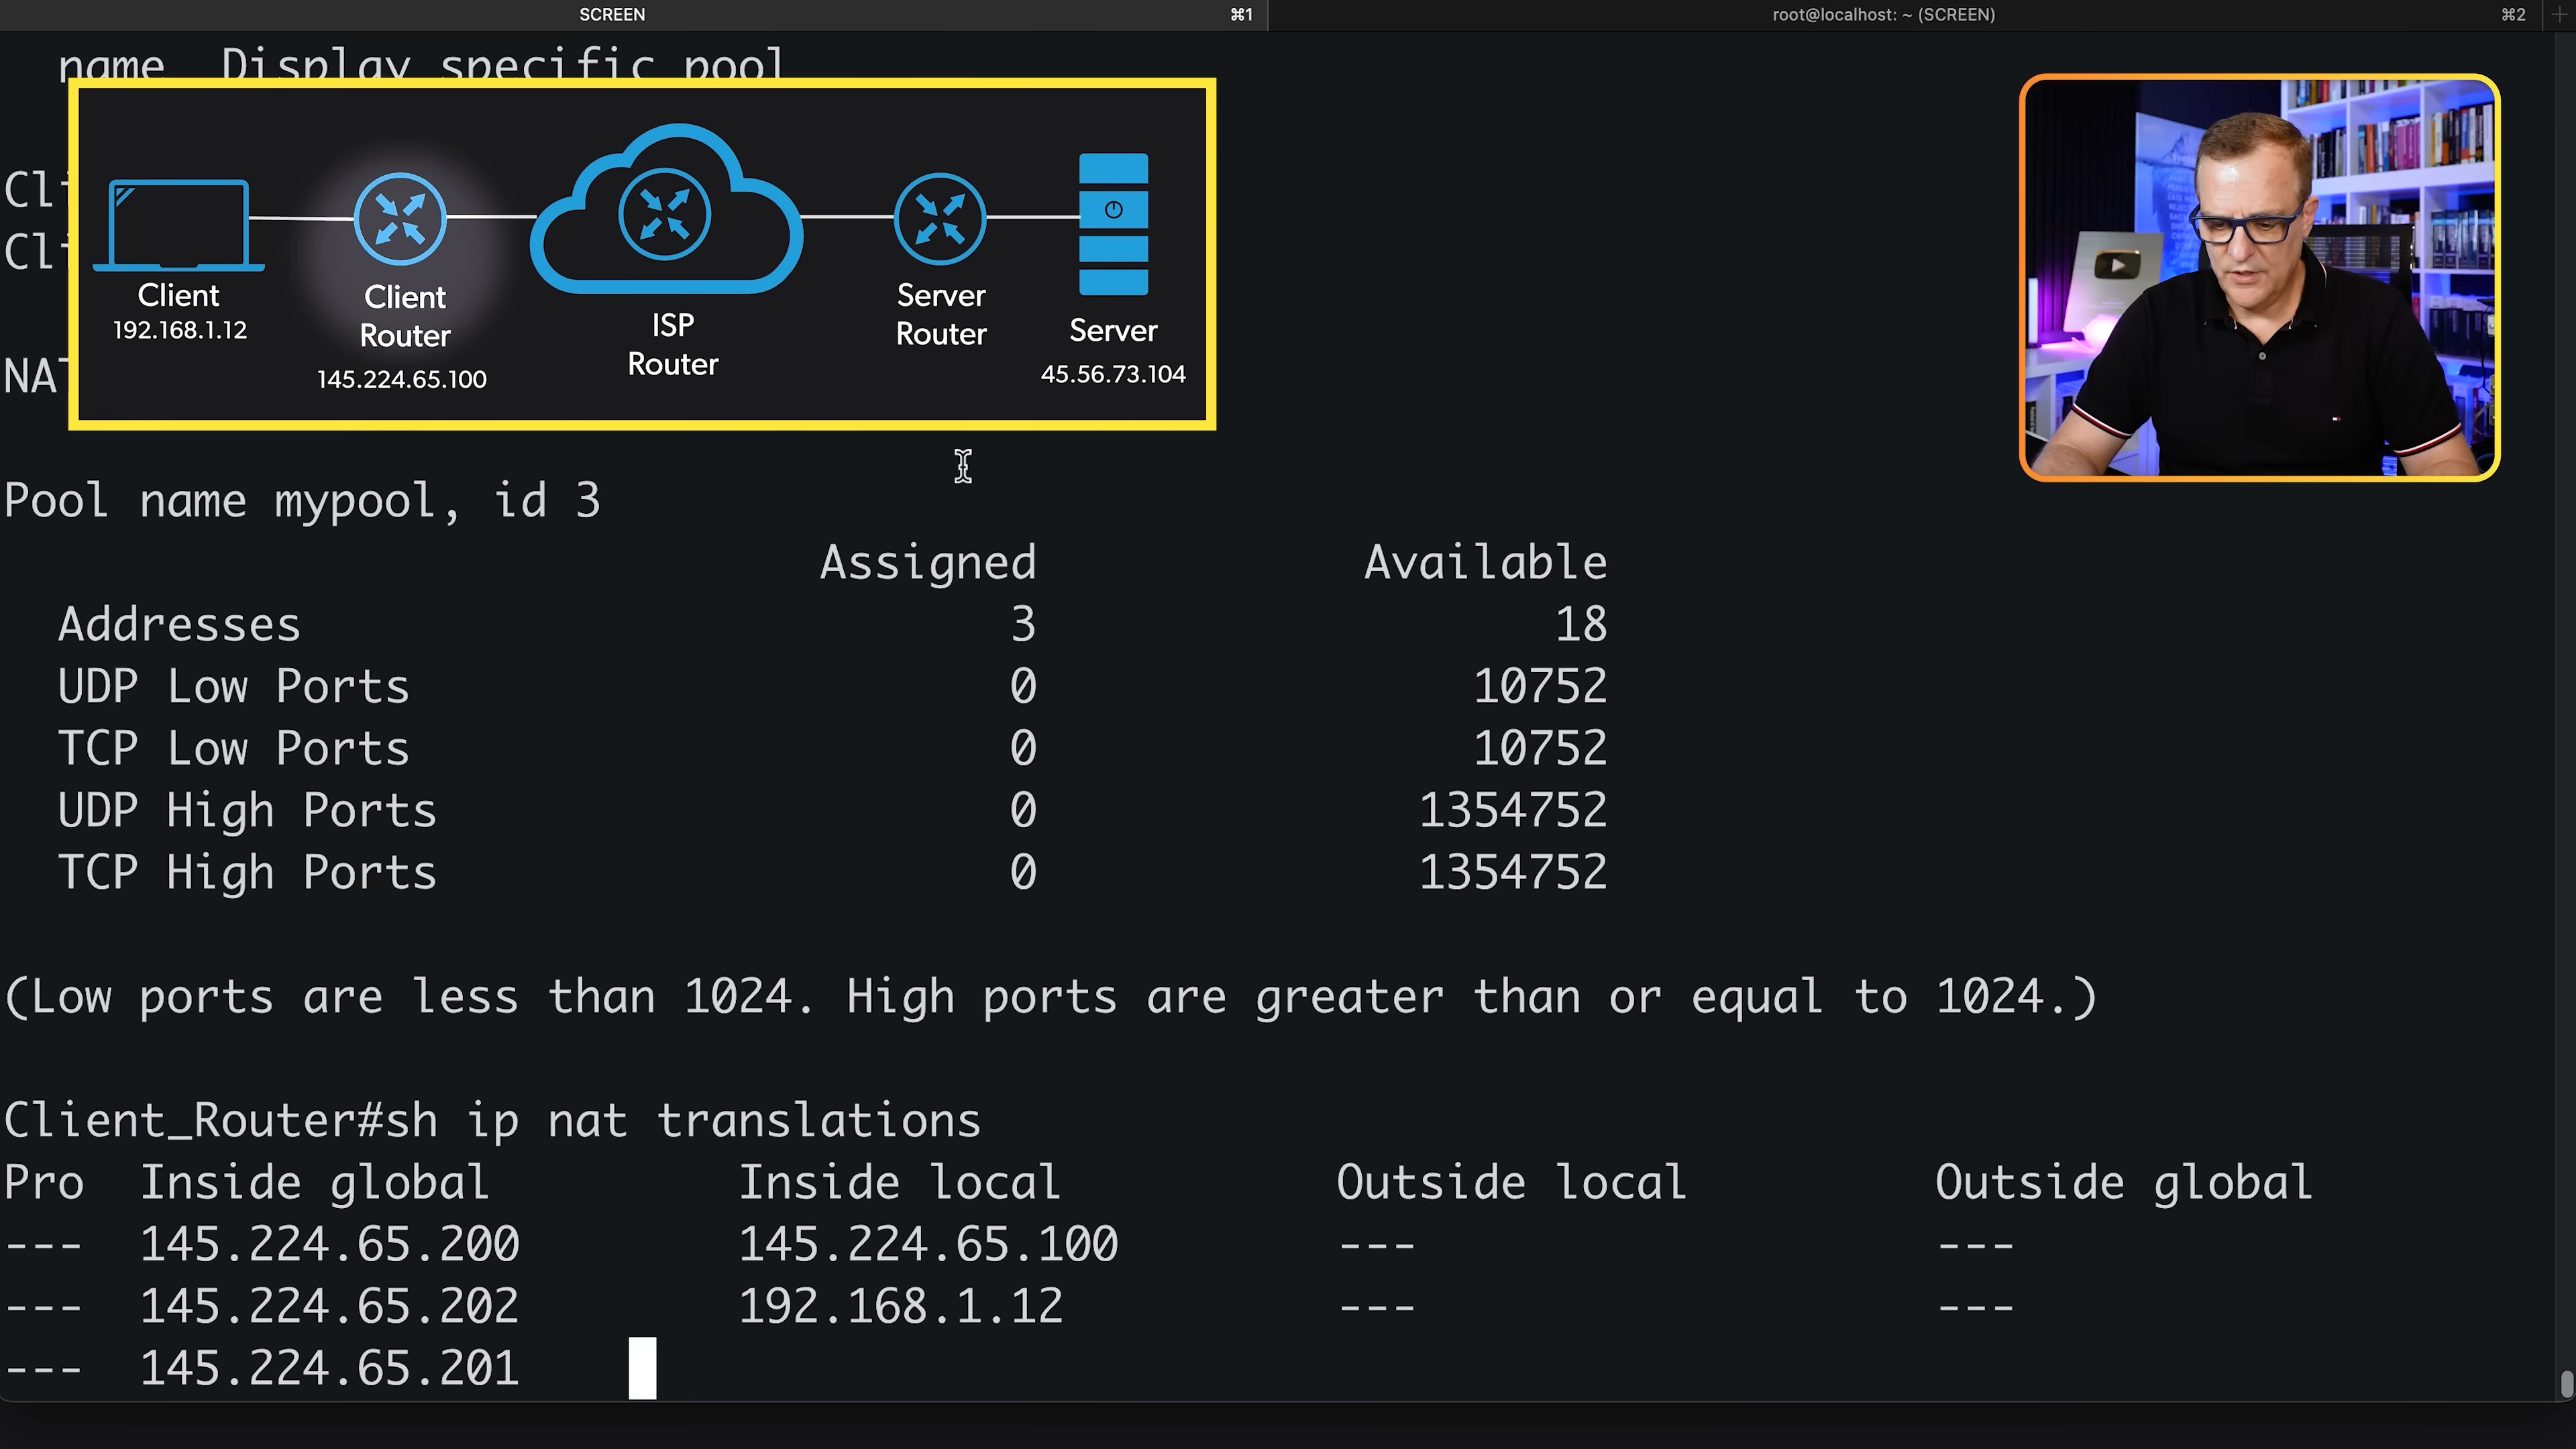 SCREEN ⌘1 root@localhost: ~ (SCREEN) ⌘2
name Display specific pool
Cli
Cli
NAT
Client
192.168.1.12
Client
Router
145.224.65.100
ISP
Router
Server
Router
Server
45.56.73.104
Pool name mypool, id 3
Assigned Available
Addresses 3 18
UDP Low Ports 0 10752
TCP Low Ports 0 10752
UDP High Ports 0 1354752
TCP High Ports 0 1354752
(Low ports are less than 1024. High ports are greater than or equal to 1024.)
Client_Router#sh ip nat translations
Pro Inside global Inside local Outside local Outside global
--- 145.224.65.200 145.224.65.100 --- ---
--- 145.224.65.202 192.168.1.12 --- ---
--- 145.224.65.201